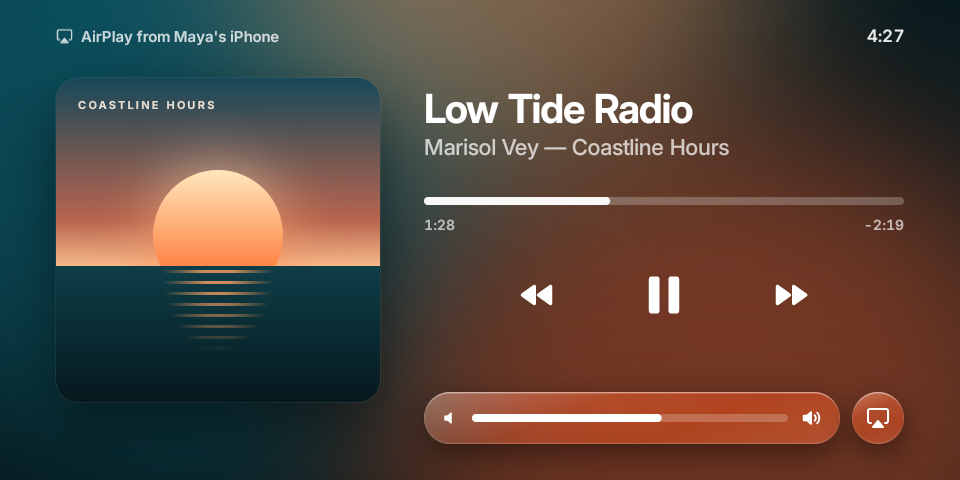 AirPlay from Maya's iPhone
4:27
COASTLINE HOURS
Low Tide Radio
Marisol Vey — Coastline Hours
1:28
-2:19